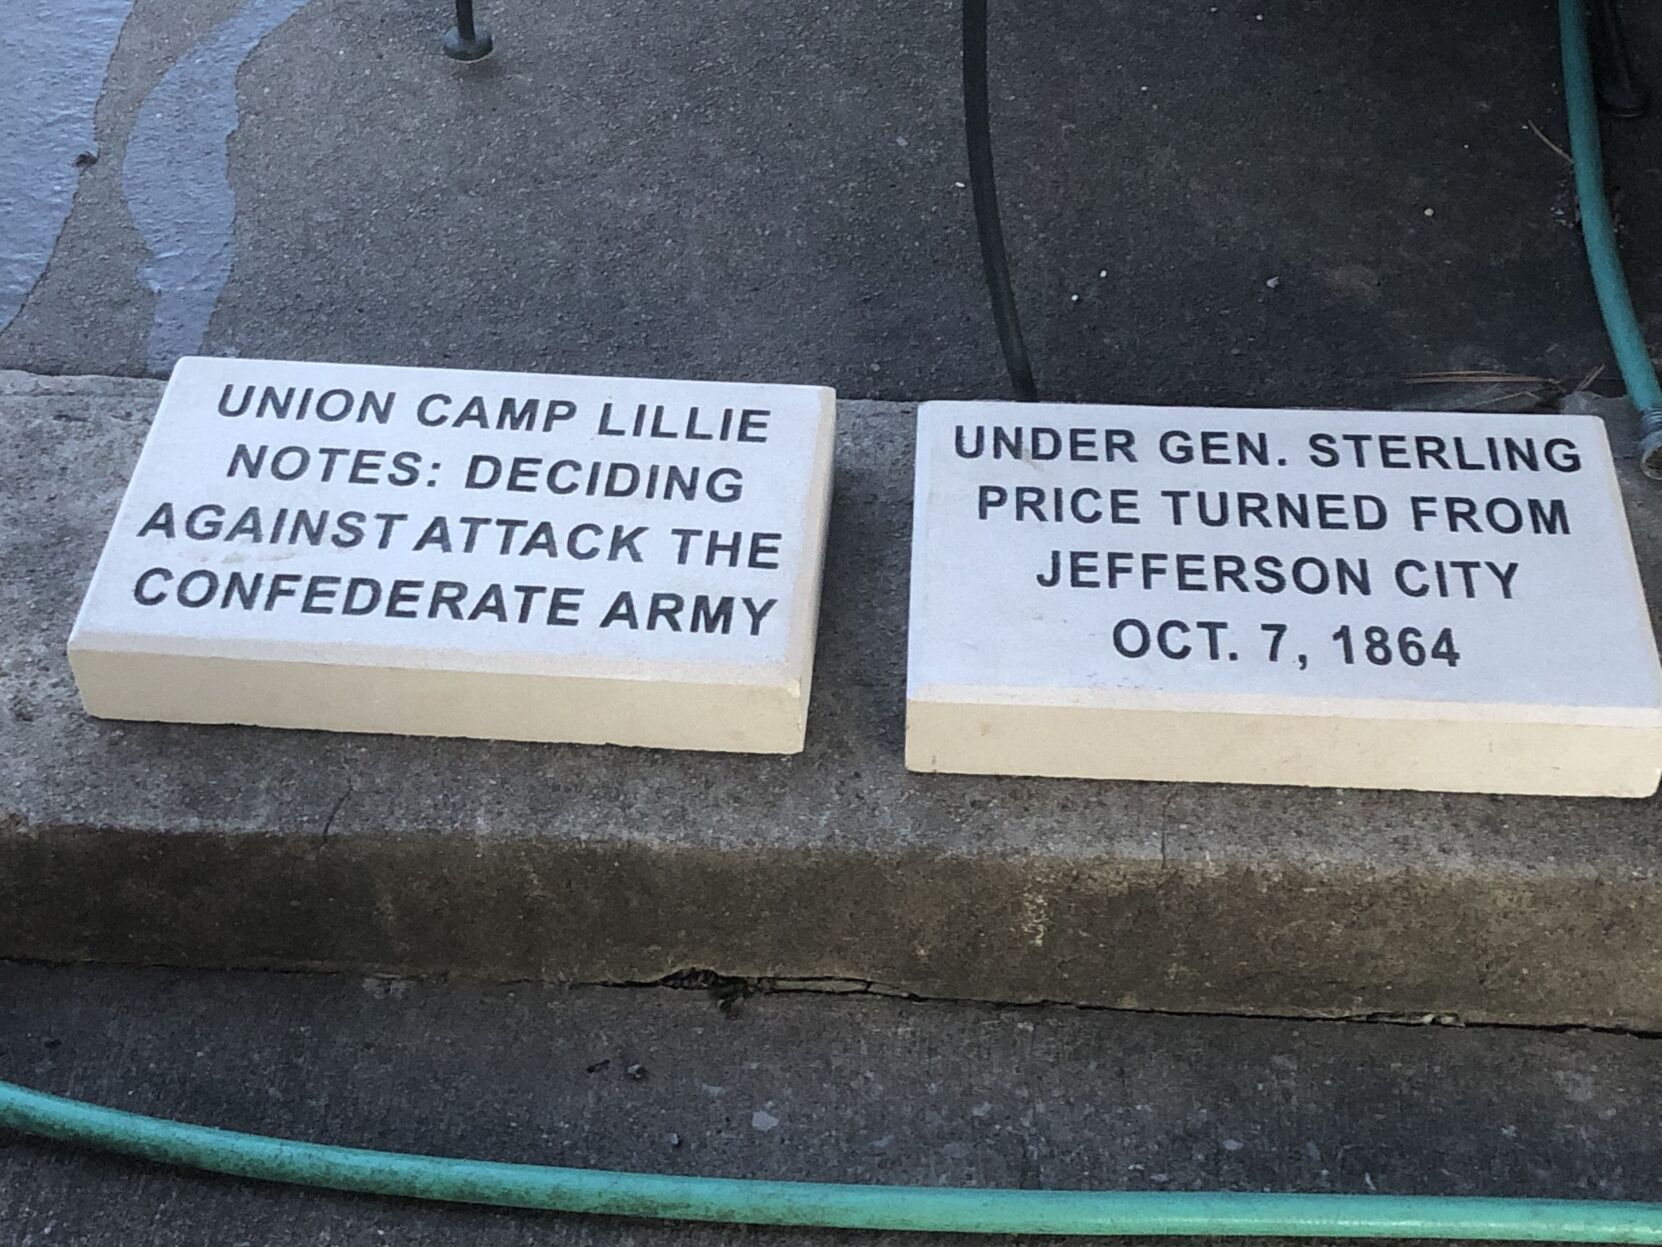 UNION CAMP LILLIE
NOTES: DECIDING
AGAINST ATTACK THE
CONFEDERATE ARMY
UNDER GEN. STERLING
PRICE TURNED FROM
JEFFERSON CITY
OCT. 7, 1864